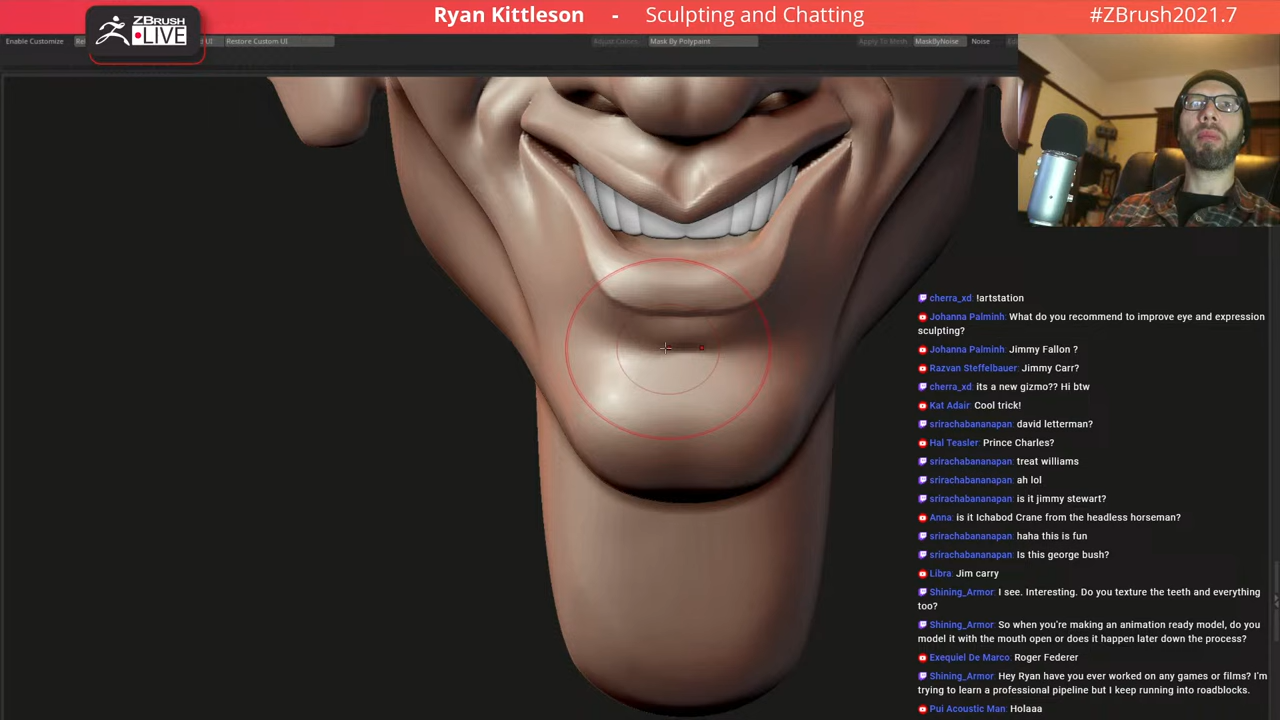 Ryan Kittleson - Sculpting and Chatting #ZBrush2021.7
ZBRUSH
LIVE
Enable Customize Restore Custom UI Mask By Polypaint Apply To Mesh MaskByNoise Noise
cherra_xd: !artstation
Johanna Palminh: What do you recommend to improve eye and expression
sculpting?
Johanna Palminh: Jimmy Fallon ?
Razvan Steffelbauer: Jimmy Carr?
cherra_xd: its a new gizmo?? Hi btw
Kat Adair: Cool trick!
srirachabananapan: david letterman?
Hal Teasler: Prince Charles?
srirachabananapan: treat williams
srirachabananapan: ah lol
srirachabananapan: is it jimmy stewart?
Anna: is it Ichabod Crane from the headless horseman?
srirachabananapan: haha this is fun
srirachabananapan: Is this george bush?
Libra: Jim carry
Shining_Armor: I see. Interesting. Do you texture the teeth and everything
too?
Shining_Armor: So when you're making an animation ready model, do you
model it with the mouth open or does it happen later down the process?
Exequiel De Marco: Roger Federer
Shining_Armor: Hey Ryan have you ever worked on any games or films? I'm
trying to learn a professional pipeline but I keep running into roadblocks.
Pui Acoustic Man: Holaaa